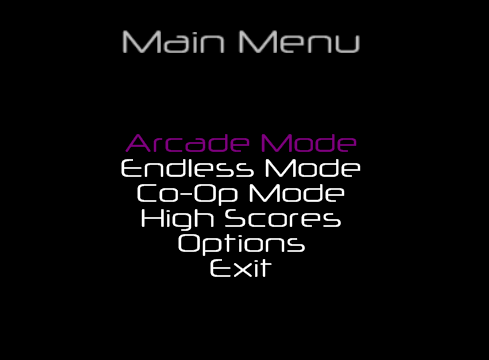 Main Menu
Arcade Mode
Endless Mode
Co-Op Mode
High Scores
Options
Exit